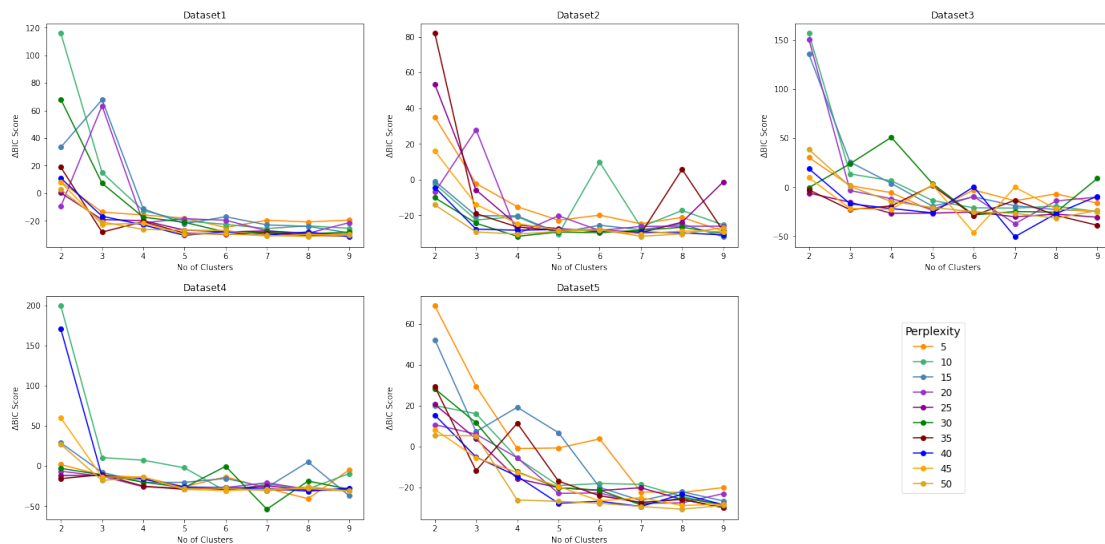 Dataset1
120
100
80
60
40
20
0
−20
ΔBIC Score
2 3 4 5 6 7 8 9
No of Clusters
Dataset2
80
60
40
20
0
−20
ΔBIC Score
2 3 4 5 6 7 8 9
No of Clusters
Dataset3
150
100
50
0
−50
ΔBIC Score
2 3 4 5 6 7 8 9
No of Clusters
Dataset4
200
150
100
50
0
−50
ΔBIC Score
2 3 4 5 6 7 8 9
No of Clusters
Dataset5
60
40
20
0
−20
ΔBIC Score
2 3 4 5 6 7 8 9
No of Clusters
Perplexity
5
10
15
20
25
30
35
40
45
50